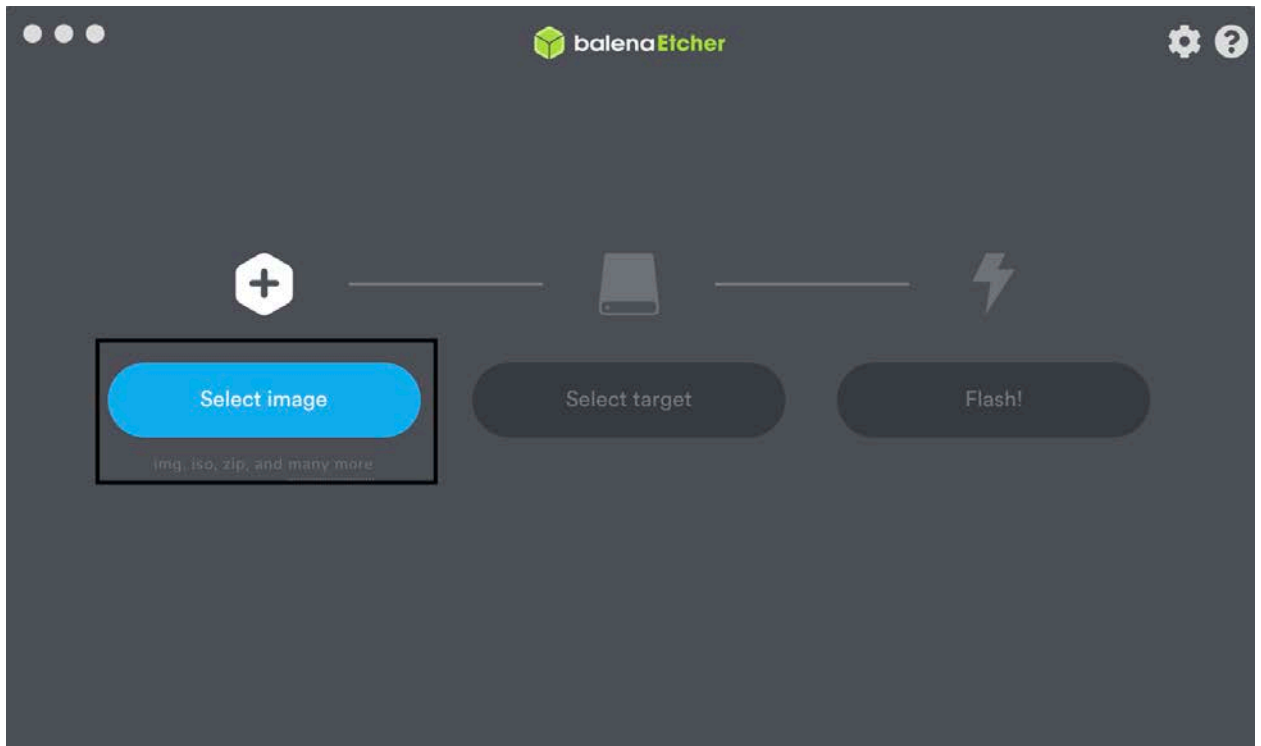 balenaEtcher
Select image
Select target
Flash!
img, iso, zip, and many more